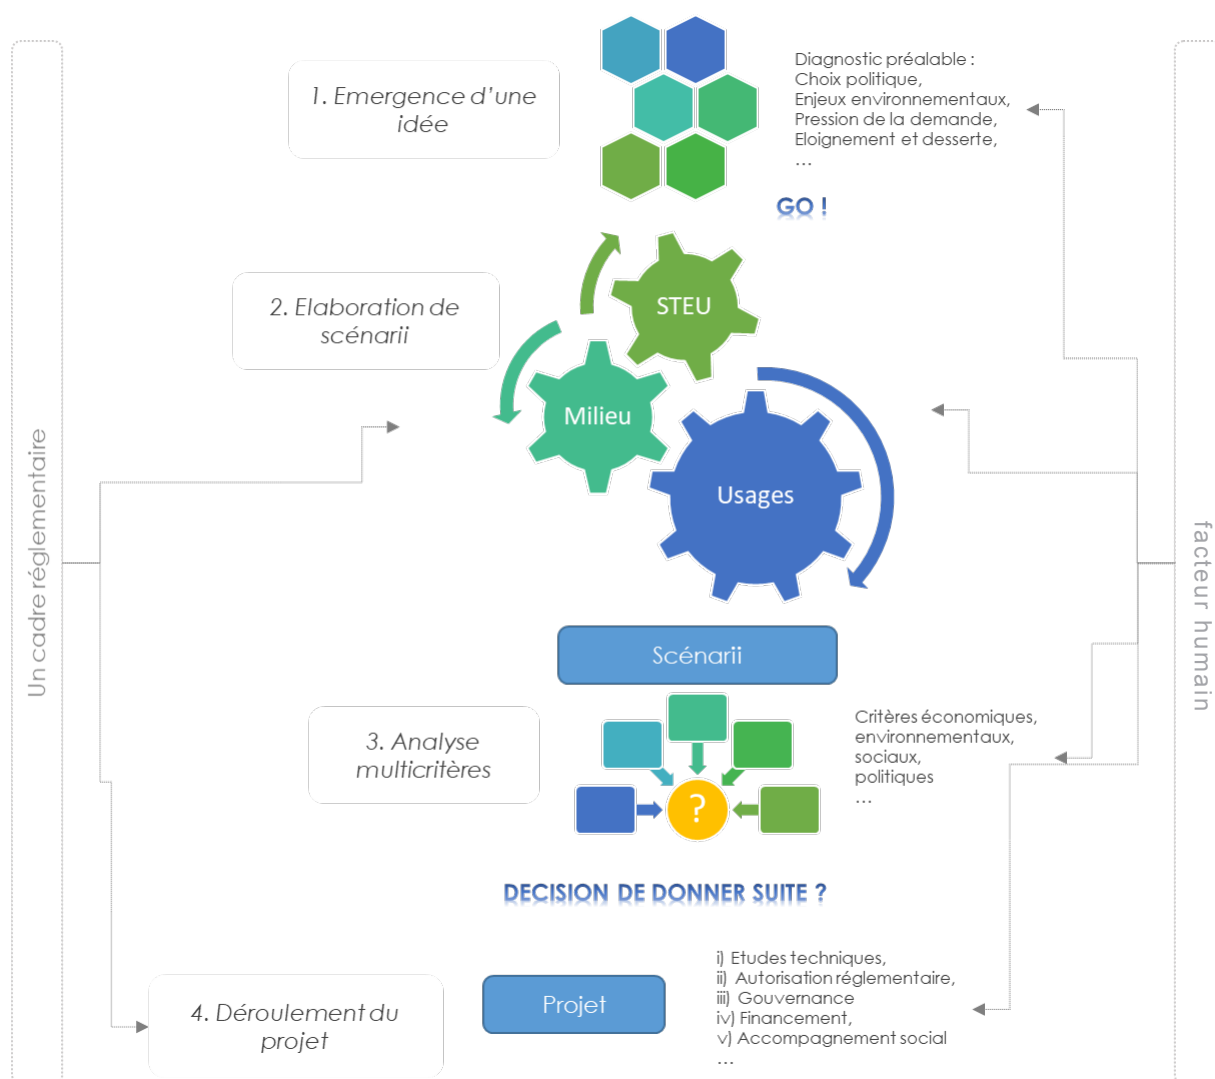 1. Emergence d'une
idée
Diagnostic préalable :
Choix politique,
Enjeux environnementaux,
Pression de la demande,
Eloignement et desserte,
…
GO !
2. Elaboration de
scénarii
STEU
Milieu
Usages
Un cadre réglementaire
facteur humain
Scénarii
3. Analyse
multicritères
?
Critères économiques,
environnementaux,
sociaux,
politiques
…
DECISION DE DONNER SUITE ?
4. Déroulement du
projet
Projet
i) Etudes techniques,
ii) Autorisation réglementaire,
iii) Gouvernance
iv) Financement,
v) Accompagnement social
…